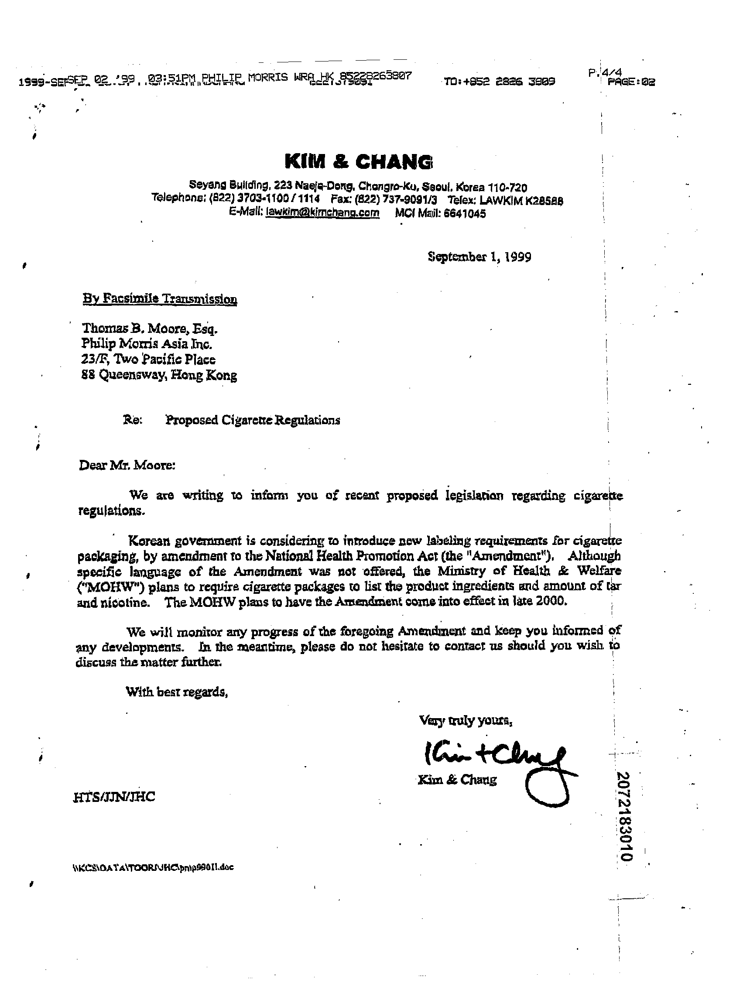 1999-SEP SEP 02 '99 03:51PM PHILIP MORRIS WRA HK TO:+852 2826 3909 P.4/4
PAGE:02
KIM & CHANG
Seyang Building, 223 Naeja-Dong, Chongro-Ku, Seoul, Korea 110-720
Telephone: (822) 3703-1100 / 1114 Fax: (822) 737-9091/3 Telex: LAWKIM K28588
E-Mail: lawkim@kimchang.com MCI Mail: 6641045
September 1, 1999
By Facsimile Transmission
Thomas B. Moore, Esq.
Philip Morris Asia Inc.
23/F, Two Pacific Place
88 Queensway, Hong Kong
Re: Proposed Cigarette Regulations
Dear Mr. Moore:
We are writing to inform you of recent proposed legislation regarding cigarette
regulations.
Korean government is considering to introduce new labeling requirements for cigarette
packaging, by amendment to the National Health Promotion Act (the "Amendment"). Although
specific language of the Amendment was not offered, the Ministry of Health & Welfare
("MOHW") plans to require cigarette packages to list the product ingredients and amount of tar
and nicotine. The MOHW plans to have the Amendment come into effect in late 2000.
We will monitor any progress of the foregoing Amendment and keep you informed of
any developments. In the meantime, please do not hesitate to contact us should you wish to
discuss the matter further.
With best regards,
Very truly yours,
Kim + Chang
Kim & Chang
HTS/JJN/JHC
2072183010